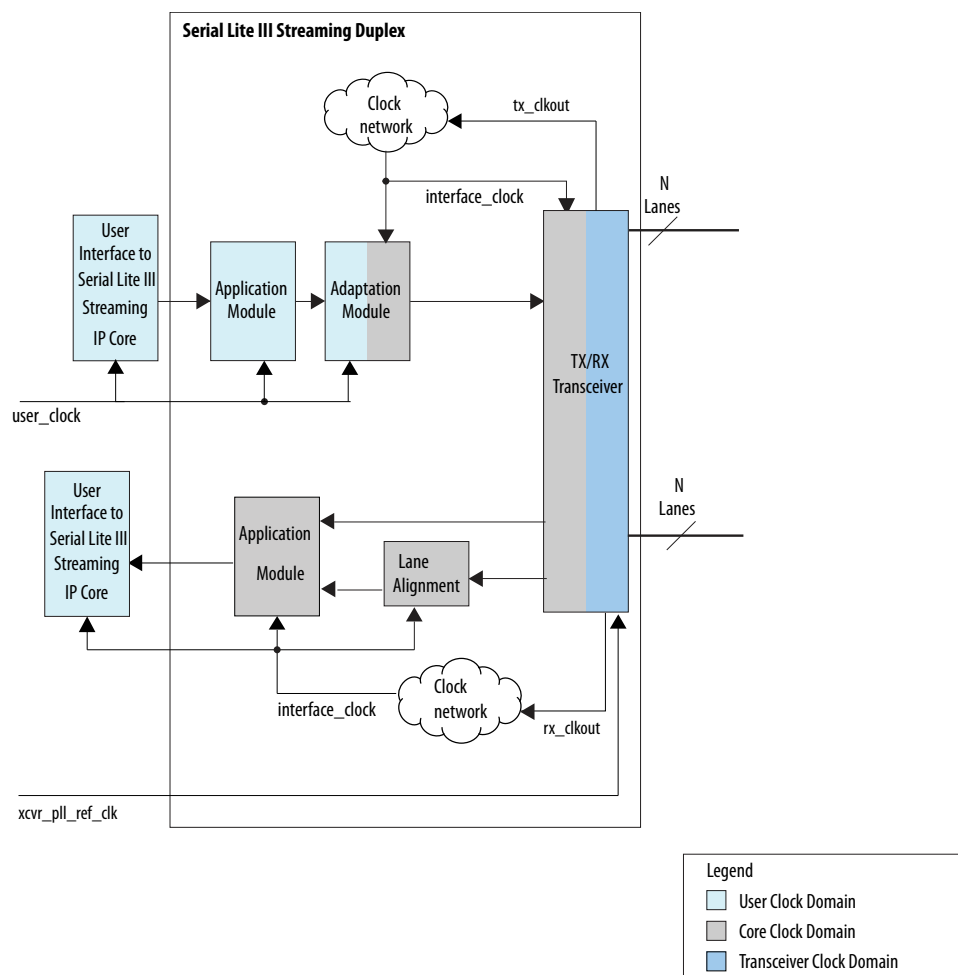 Serial Lite III Streaming Duplex
Clock
network
tx_clkout
interface_clock
N
Lanes
User
Interface to
Serial Lite III
Streaming
IP Core
Application
Module
Adaptation
Module
TX/RX
Transceiver
user_clock
User
Interface to
Serial Lite III
Streaming
IP Core
Application
Module
Lane
Alignment
N
Lanes
interface_clock
Clock
network
rx_clkout
xcvr_pll_ref_clk
Legend
User Clock Domain
Core Clock Domain
Transceiver Clock Domain